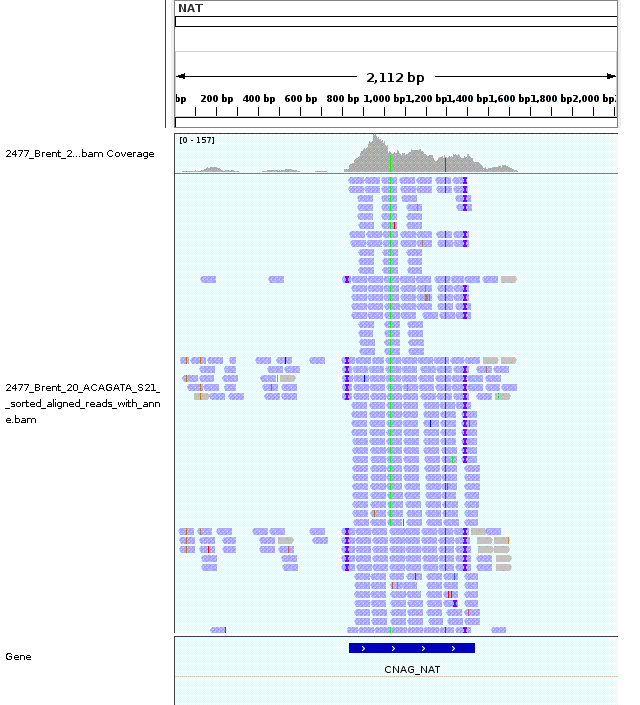 NAT
2,112 bp
bp 200 bp 400 bp 600 bp 800 bp 1,000 bp 1,200 bp 1,400 bp 1,600 bp 1,800 bp 2,000 bp
[0 - 157]
2477_Brent_2...bam Coverage
2477_Brent_20_ACAGATA_S21_
_sorted_aligned_reads_with_ann
e.bam
Gene
CNAG_NAT